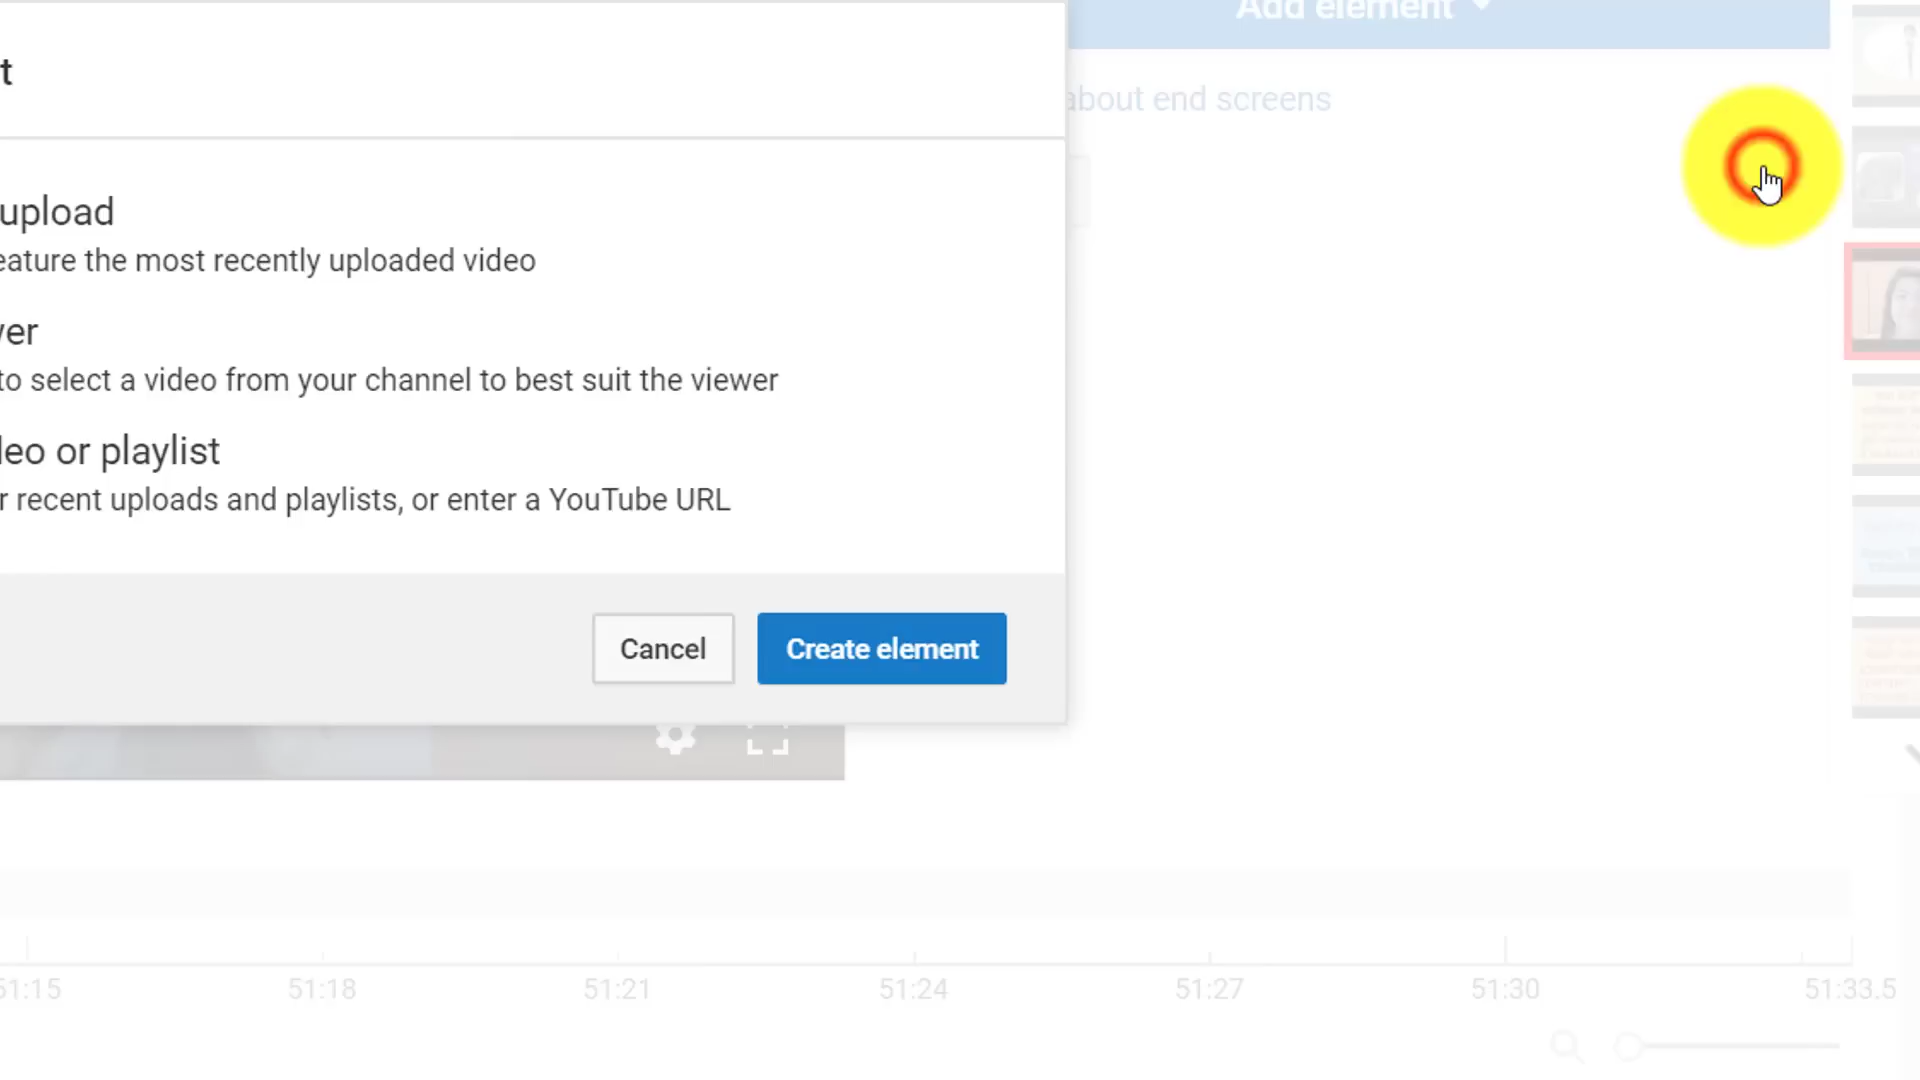 Add element
t
about end screens
upload
eature the most recently uploaded video
ver
to select a video from your channel to best suit the viewer
leo or playlist
r recent uploads and playlists, or enter a YouTube URL
Cancel
Create element
51:15
51:18
51:21
51:24
51:27
51:30
51:33.5